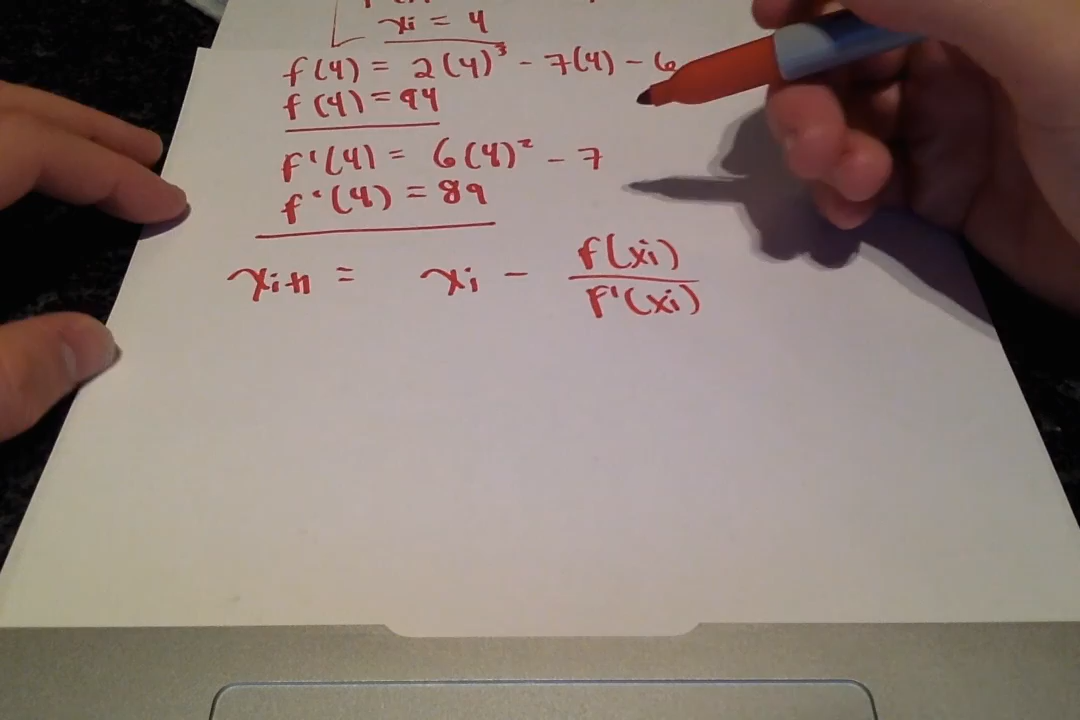 xi = 4
f(4) = 2(4)³ - 7(4) - 6
f(4) = 94
f'(4) = 6(4)² - 7
f'(4) = 89
xi+1 = xi - f(xi) / f'(xi)